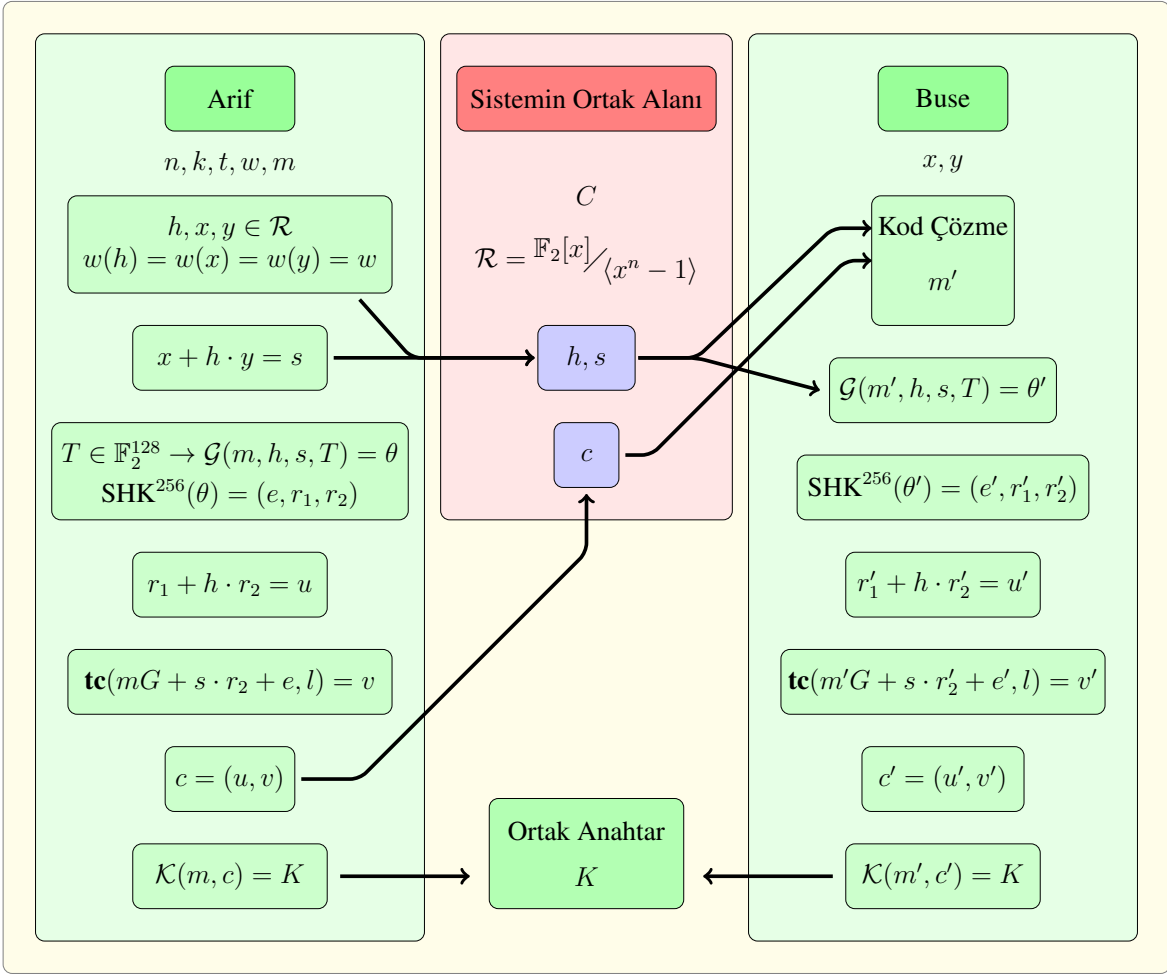 Arif
n, k, t, w, m
h, x, y ∈ ℛ
w(h) = w(x) = w(y) = w
x + h · y = s
T ∈ 𝔽₂¹²⁸ → 𝒢(m, h, s, T) = θ
SHK²⁵⁶(θ) = (e, r₁, r₂)
r₁ + h · r₂ = u
tc(mG + s · r₂ + e, l) = v
c = (u, v)
𝒦(m, c) = K
Sistemin Ortak Alanı
C
ℛ = 𝔽₂[x]/⟨xⁿ − 1⟩
h, s
c
Ortak Anahtar
K
Buse
x, y
Kod Çözme
m′
𝒢(m′, h, s, T) = θ′
SHK²⁵⁶(θ′) = (e′, r′₁, r′₂)
r′₁ + h · r′₂ = u′
tc(m′G + s · r′₂ + e′, l) = v′
c′ = (u′, v′)
𝒦(m′, c′) = K